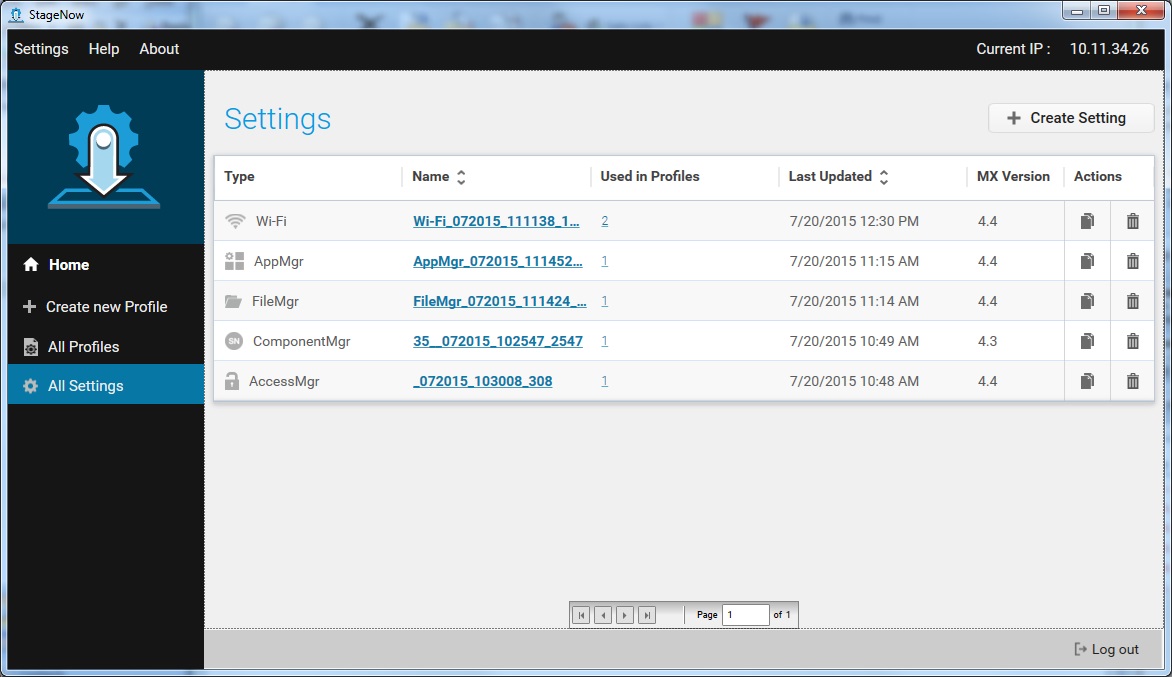 StageNow
Settings Help About Current IP : 10.11.34.26
Settings
Create Setting
Type Name Used in Profiles Last Updated MX Version Actions
Wi-Fi Wi-Fi_072015_111138_1... 2 7/20/2015 12:30 PM 4.4
AppMgr AppMgr_072015_111452... 1 7/20/2015 11:15 AM 4.4
FileMgr FileMgr_072015_111424_... 1 7/20/2015 11:14 AM 4.4
SN ComponentMgr 35__072015_102547_2547 1 7/20/2015 10:49 AM 4.3
AccessMgr _072015_103008_308 1 7/20/2015 10:48 AM 4.4
Home
Create new Profile
All Profiles
All Settings
Page 1 of 1
Log out